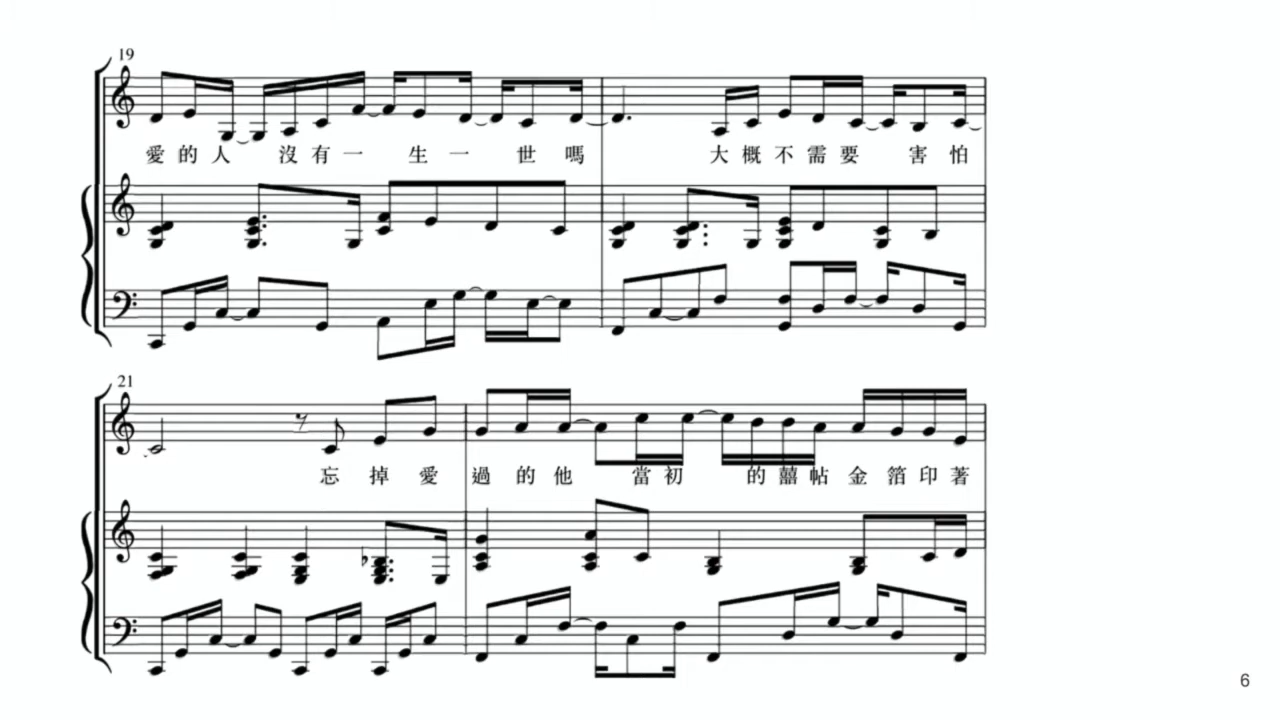 19
愛的人 沒有一 生一 世嗎 大概不需要 害怕
21
忘掉愛 過的他 當初 的囍帖金箔印著
6